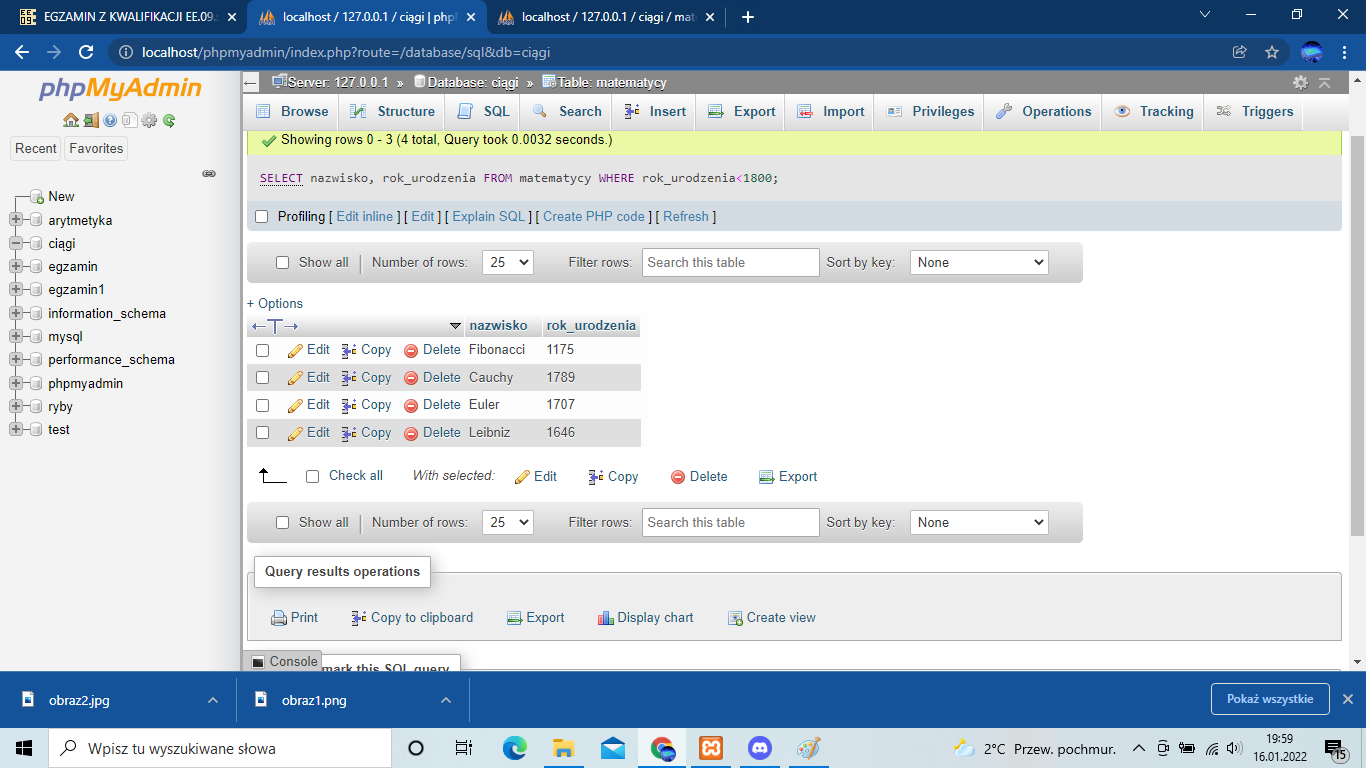 EGZAMIN Z KWALIFIKACJI EE.09.
localhost / 127.0.0.1 / ciągi | php
localhost / 127.0.0.1 / ciągi / mat
localhost/phpmyadmin/index.php?route=/database/sql&db=ciągi
phpMyAdmin
Recent Favorites
New
arytmetyka
ciągi
egzamin
egzamin1
information_schema
mysql
performance_schema
phpmyadmin
ryby
test
Server: 127.0.0.1 » Database: ciągi » Table: matematycy
Browse Structure SQL Search Insert Export Import Privileges Operations Tracking Triggers
Showing rows 0 - 3 (4 total, Query took 0.0032 seconds.)
SELECT nazwisko, rok_urodzenia FROM matematycy WHERE rok_urodzenia<1800;
Profiling [ Edit inline ] [ Edit ] [ Explain SQL ] [ Create PHP code ] [ Refresh ]
Show all | Number of rows: 25 Filter rows: Search this table Sort by key: None
+ Options
←T→ nazwisko rok_urodzenia
Edit Copy Delete Fibonacci 1175
Edit Copy Delete Cauchy 1789
Edit Copy Delete Euler 1707
Edit Copy Delete Leibniz 1646
Check all With selected: Edit Copy Delete Export
Show all | Number of rows: 25 Filter rows: Search this table Sort by key: None
Query results operations
Print Copy to clipboard Export Display chart Create view
Console
mark this SQL query
obraz2.jpg obraz1.png Pokaż wszystkie
Wpisz tu wyszukiwane słowa
2°C Przew. pochmur.
19:59
16.01.2022
15